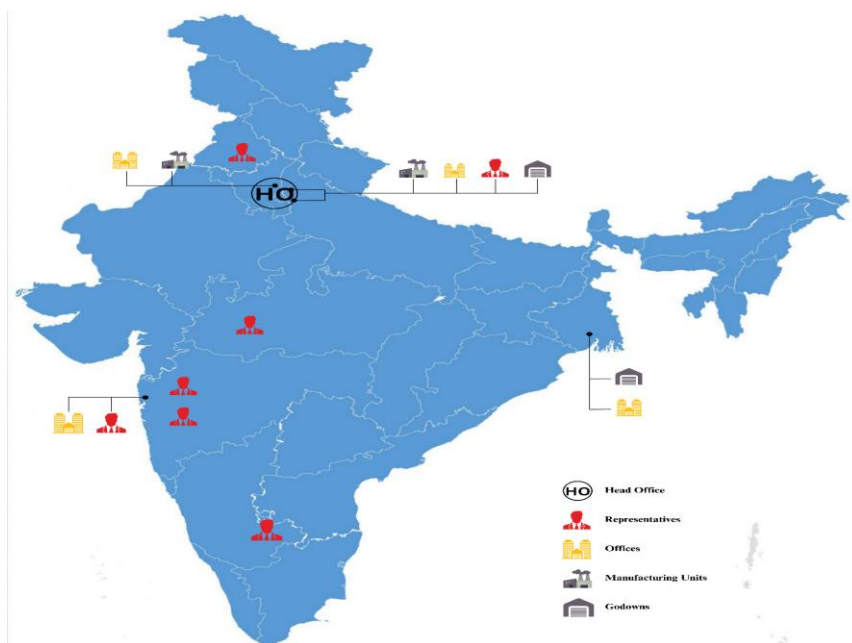 HO
HO
Head Office
Representatives
Offices
Manufacturing Units
Godowns